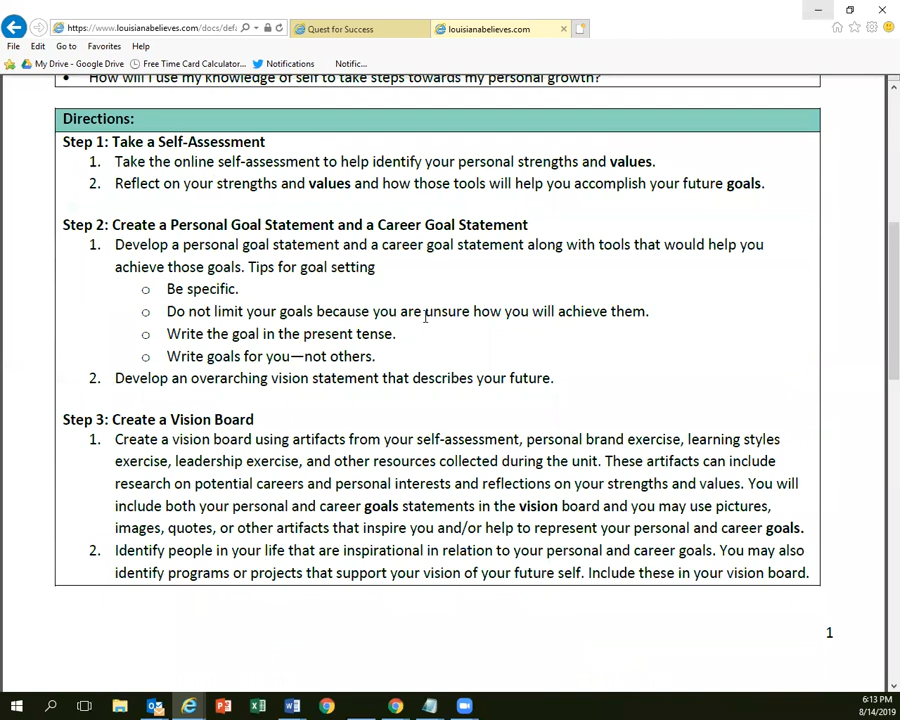 https://www.louisianabelieves.com/docs/defa
Quest for Success
louisianabelieves.com
File Edit Go to Favorites Help
My Drive - Google Drive Free Time Card Calculator... Notifications Notific...
• How will I use my knowledge of self to take steps towards my personal growth?
Directions:
Step 1: Take a Self-Assessment
1. Take the online self-assessment to help identify your personal strengths and values.
2. Reflect on your strengths and values and how those tools will help you accomplish your future goals.
Step 2: Create a Personal Goal Statement and a Career Goal Statement
1. Develop a personal goal statement and a career goal statement along with tools that would help you
achieve those goals. Tips for goal setting
o Be specific.
o Do not limit your goals because you are unsure how you will achieve them.
o Write the goal in the present tense.
o Write goals for you—not others.
2. Develop an overarching vision statement that describes your future.
Step 3: Create a Vision Board
1. Create a vision board using artifacts from your self-assessment, personal brand exercise, learning styles
exercise, leadership exercise, and other resources collected during the unit. These artifacts can include
research on potential careers and personal interests and reflections on your strengths and values. You will
include both your personal and career goals statements in the vision board and you may use pictures,
images, quotes, or other artifacts that inspire you and/or help to represent your personal and career goals.
2. Identify people in your life that are inspirational in relation to your personal and career goals. You may also
identify programs or projects that support your vision of your future self. Include these in your vision board.
1
6:13 PM
8/14/2019